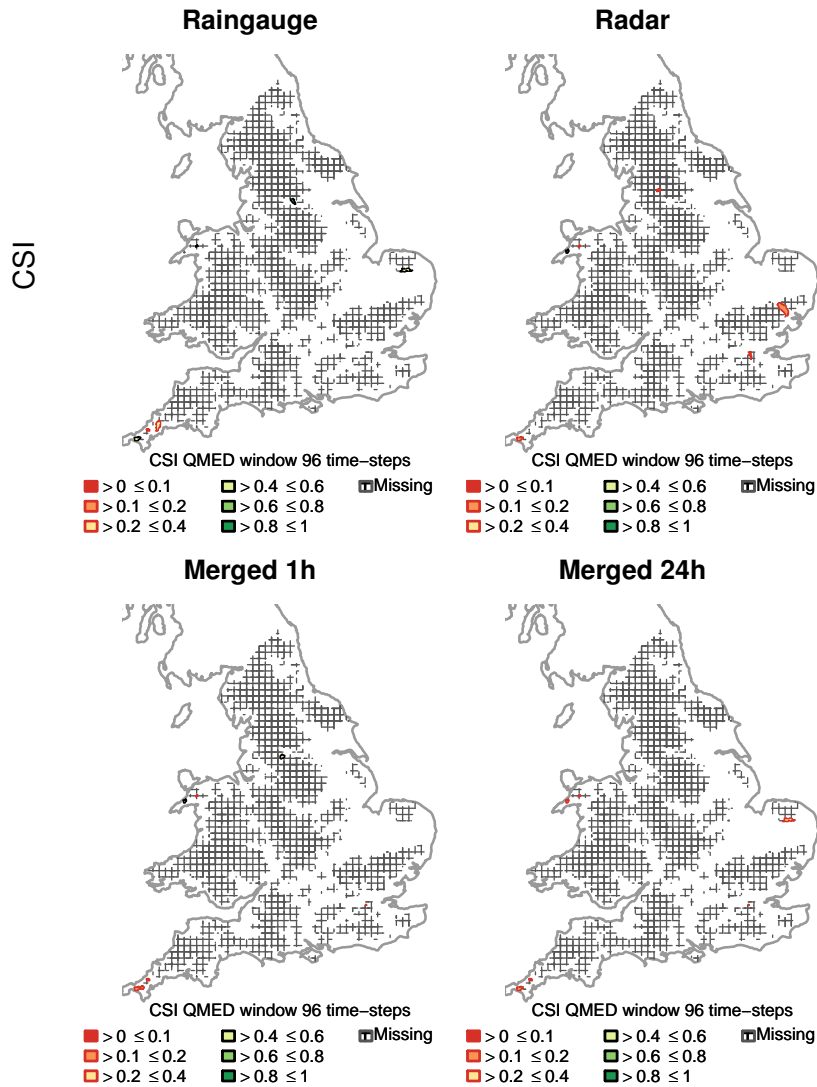 Raingauge
Radar
CSI
CSI QMED window 96 time−steps
> 0 ≤ 0.1
> 0.4 ≤ 0.6
Missing
> 0.1 ≤ 0.2
> 0.6 ≤ 0.8
> 0.2 ≤ 0.4
> 0.8 ≤ 1
CSI QMED window 96 time−steps
> 0 ≤ 0.1
> 0.4 ≤ 0.6
Missing
> 0.1 ≤ 0.2
> 0.6 ≤ 0.8
> 0.2 ≤ 0.4
> 0.8 ≤ 1
Merged 1h
Merged 24h
CSI QMED window 96 time−steps
> 0 ≤ 0.1
> 0.4 ≤ 0.6
Missing
> 0.1 ≤ 0.2
> 0.6 ≤ 0.8
> 0.2 ≤ 0.4
> 0.8 ≤ 1
CSI QMED window 96 time−steps
> 0 ≤ 0.1
> 0.4 ≤ 0.6
Missing
> 0.1 ≤ 0.2
> 0.6 ≤ 0.8
> 0.2 ≤ 0.4
> 0.8 ≤ 1